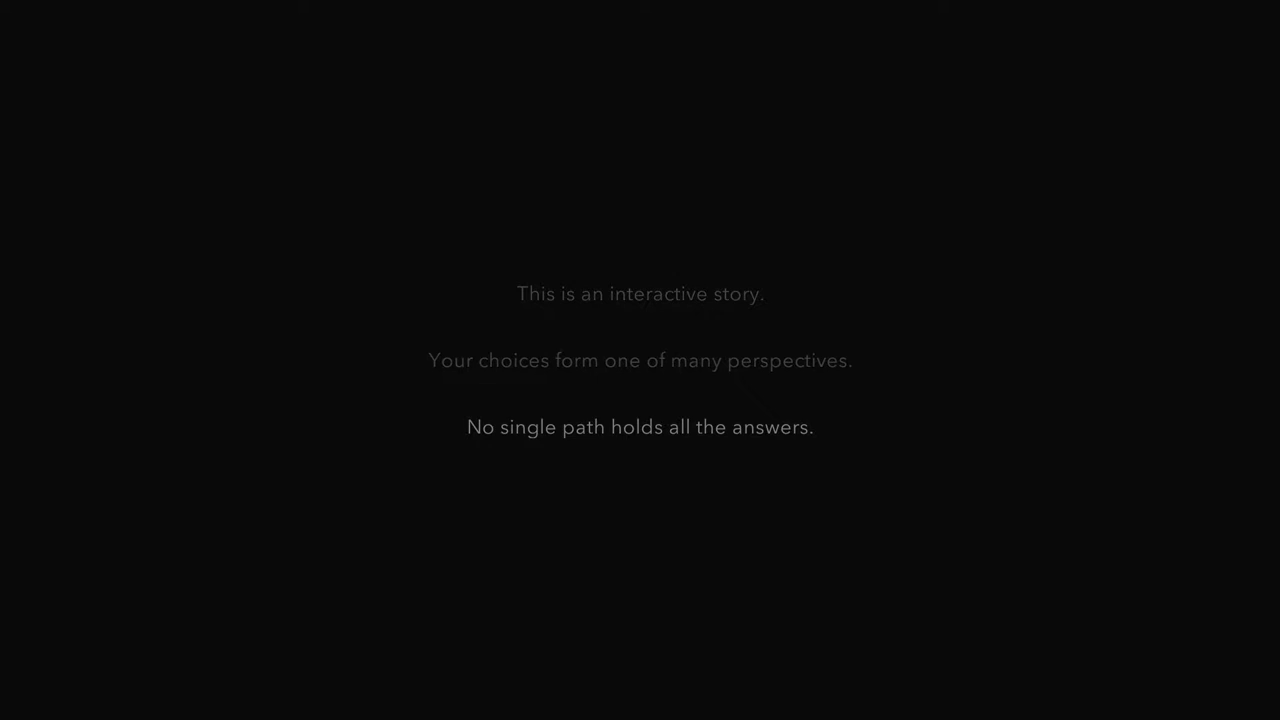 This is an interactive story.
Your choices form one of many perspectives.
No single path holds all the answers.